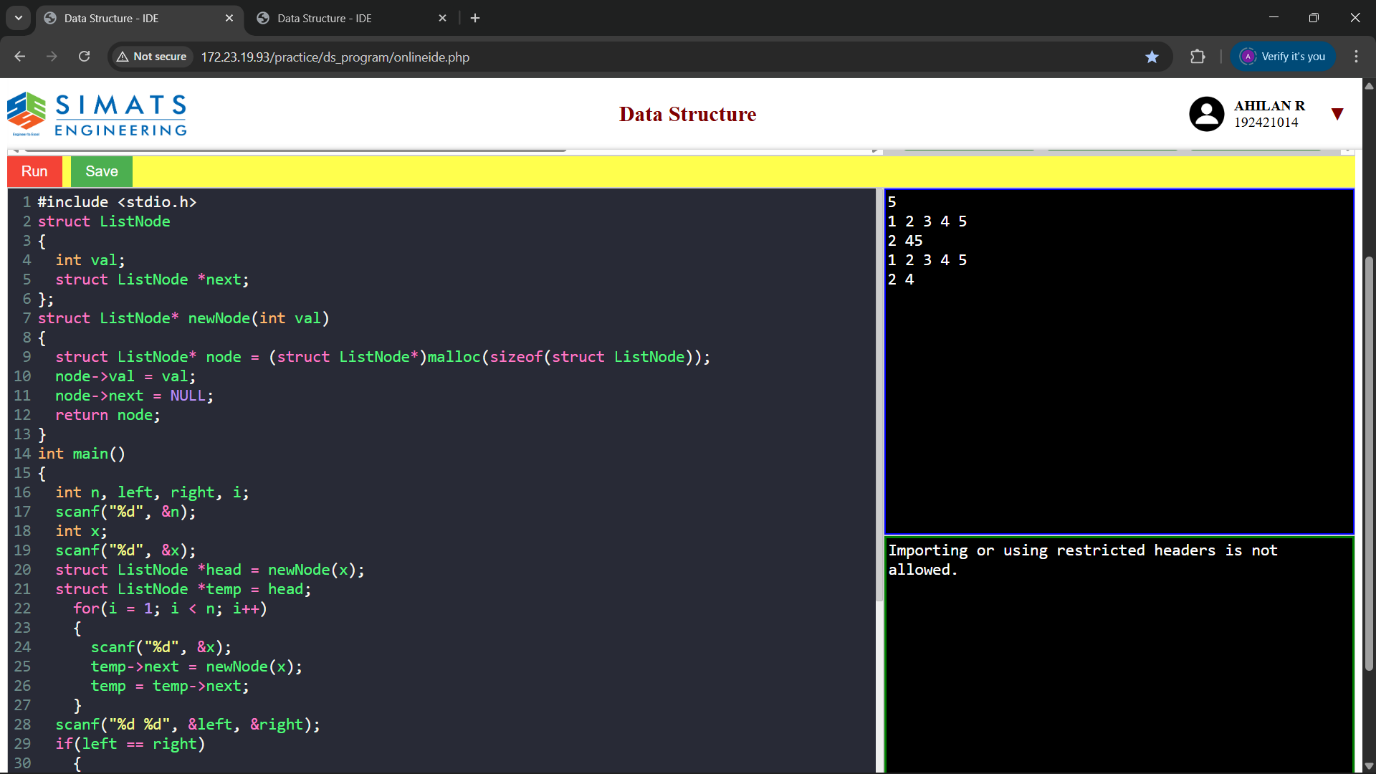 Data Structure - IDE
Data Structure - IDE
Not secure
172.23.19.93/practice/ds_program/onlineide.php
A
Verify it's you
SIMATS
ENGINEERING
Data Structure
AHILAN R
192421014
Run
Save
1 #include <stdio.h>
2 struct ListNode
3 {
4   int val;
5   struct ListNode *next;
6 };
7 struct ListNode* newNode(int val)
8 {
9   struct ListNode* node = (struct ListNode*)malloc(sizeof(struct ListNode));
10   node->val = val;
11   node->next = NULL;
12   return node;
13 }
14 int main()
15 {
16   int n, left, right, i;
17   scanf("%d", &n);
18   int x;
19   scanf("%d", &x);
20   struct ListNode *head = newNode(x);
21   struct ListNode *temp = head;
22     for(i = 1; i < n; i++)
23     {
24       scanf("%d", &x);
25       temp->next = newNode(x);
26       temp = temp->next;
27     }
28   scanf("%d %d", &left, &right);
29   if(left == right)
30     {
5
1 2 3 4 5
2 45
1 2 3 4 5
2 4
Importing or using restricted headers is not
allowed.